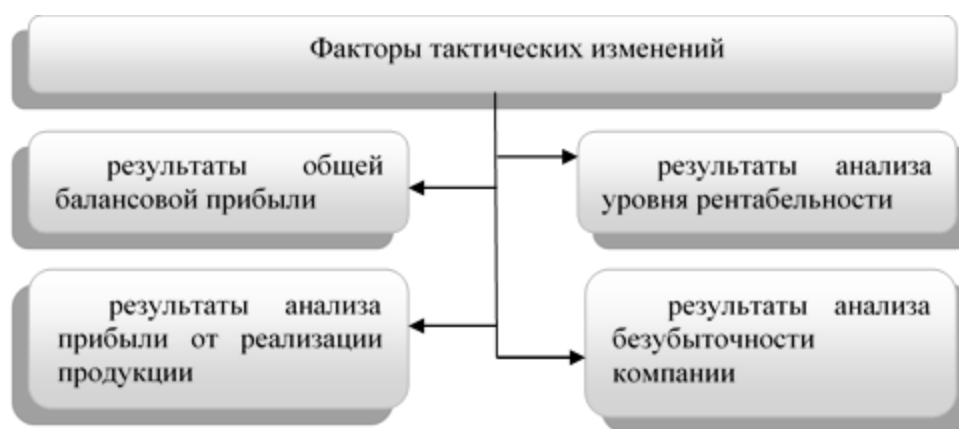 Факторы тактических изменений
результаты общей
балансовой прибыли
результаты анализа
уровня рентабельности
результаты анализа
прибыли от реализации
продукции
результаты анализа
безубыточности
компании